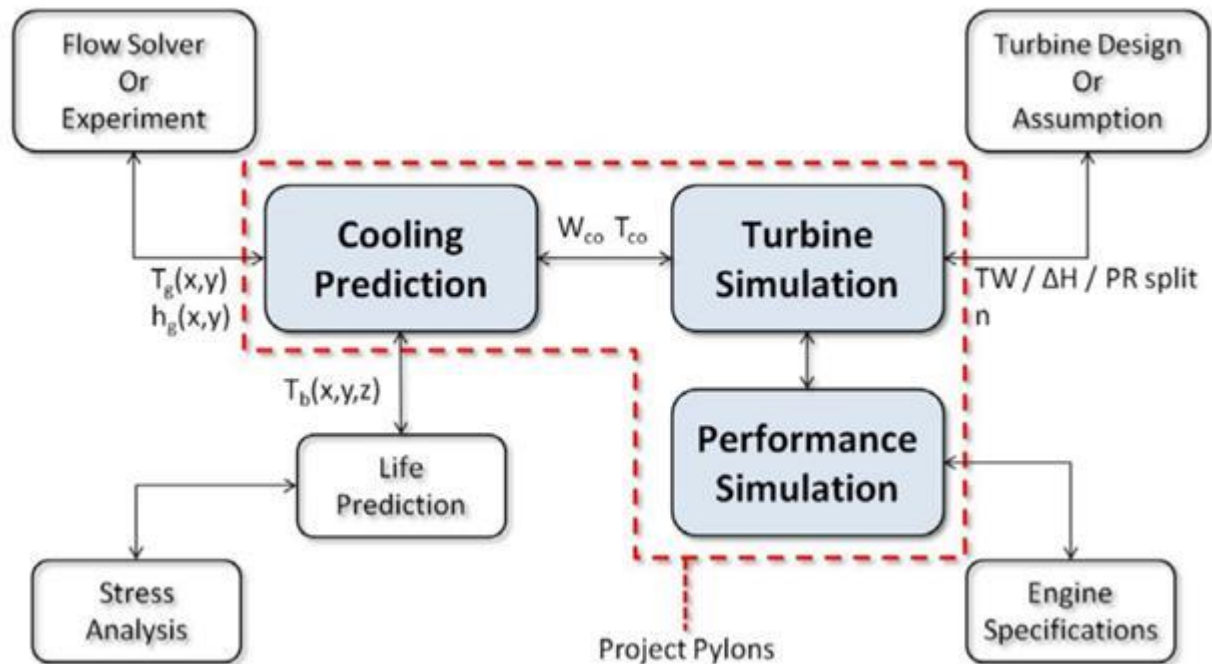 Flow Solver
Or
Experiment
Turbine Design
Or
Assumption
Cooling
Prediction
W_co T_co
Turbine
Simulation
T_g(x,y)
h_g(x,y)
TW / ΔH / PR split
n
T_b(x,y,z)
Life
Prediction
Performance
Simulation
Stress
Analysis
Engine
Specifications
Project Pylons